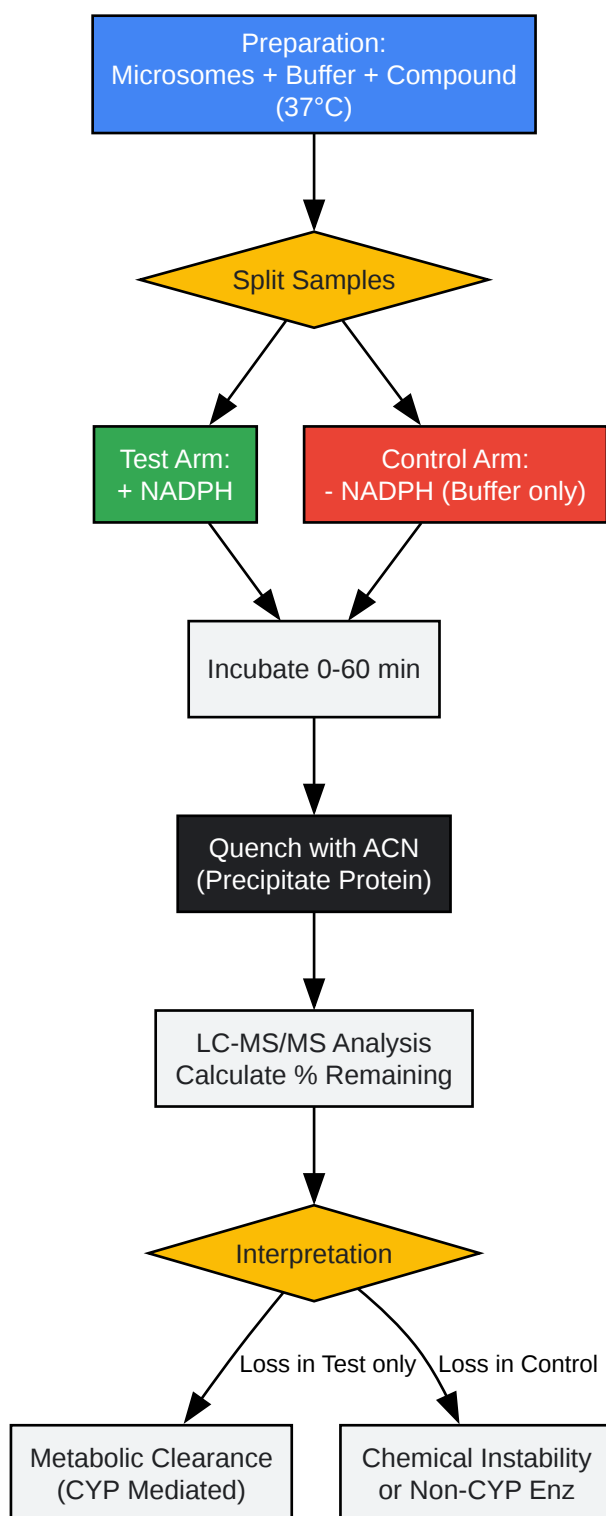 Preparation:
Microsomes + Buffer + Compound
(37°C)
Split Samples
Test Arm:
+ NADPH
Control Arm:
- NADPH (Buffer only)
Incubate 0-60 min
Quench with ACN
(Precipitate Protein)
LC-MS/MS Analysis
Calculate % Remaining
Interpretation
Loss in Test only
Loss in Control
Metabolic Clearance
(CYP Mediated)
Chemical Instability
or Non-CYP Enz